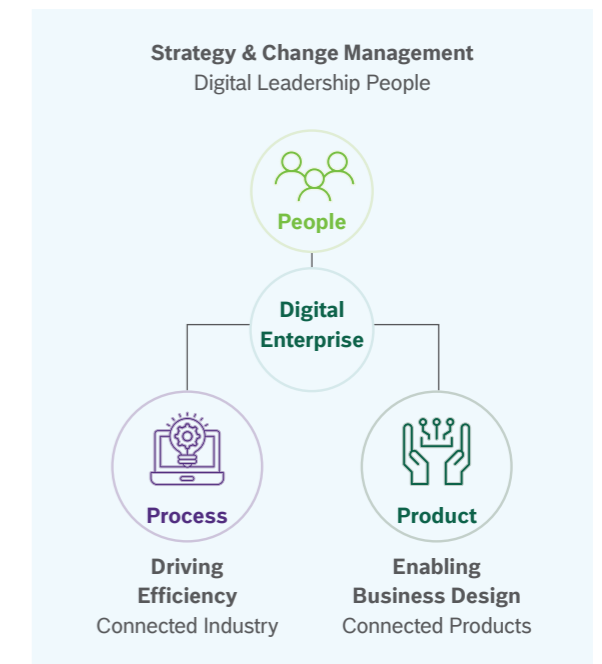 Strategy & Change Management
Digital Leadership People
People
Digital
Enterprise
Process
Product
Driving
Efficiency
Connected Industry
Enabling
Business Design
Connected Products